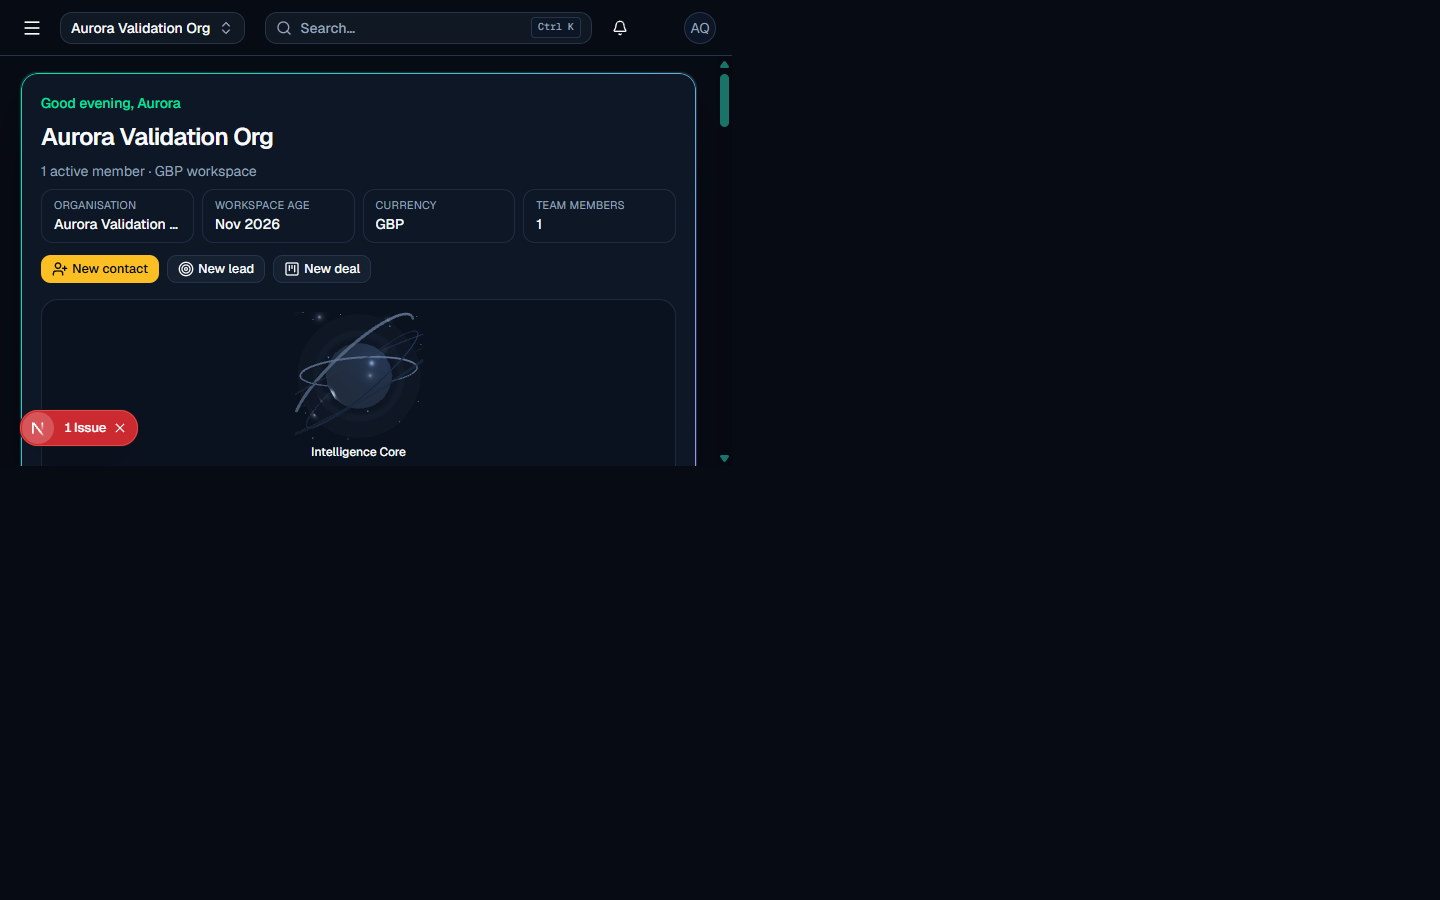 Aurora Validation Org
Search...
Ctrl K
AQ
Good evening, Aurora
Aurora Validation Org
1 active member · GBP workspace
ORGANISATION
Aurora Validation ...
WORKSPACE AGE
Nov 2026
CURRENCY
GBP
TEAM MEMBERS
1
New contact
New lead
New deal
N
1 Issue
Intelligence Core